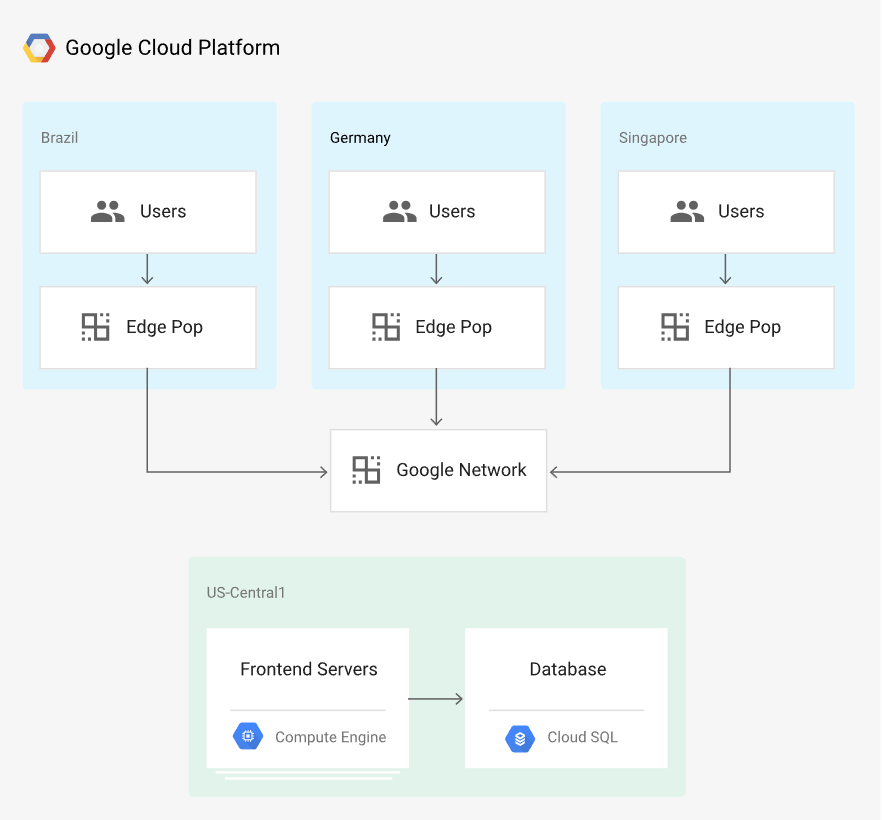 Google Cloud Platform
Brazil
Germany
Singapore
Users
Users
Users
Edge Pop
Edge Pop
Edge Pop
Google Network
US-Central1
Frontend Servers
Database
Compute Engine
Cloud SQL